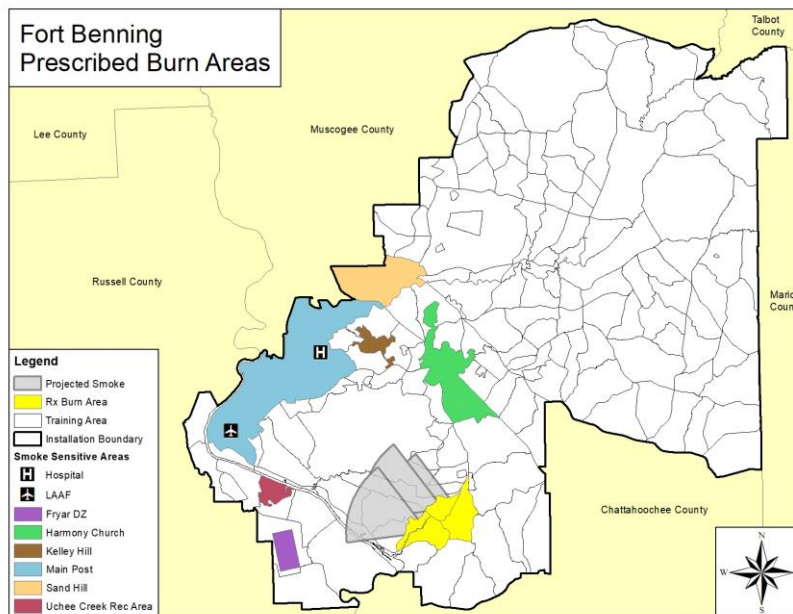 Fort Benning
Prescribed Burn Areas
Talbot
County
Lee County
Muscogee County
Russell County
Chattahoochee County
Legend
Projected Smoke
Rx Burn Area
Training Area
Installation Boundary
Smoke Sensitive Areas
H
Hospital
LAAF
Fryar DZ
Harmony Church
Kelley Hill
Main Post
Sand Hill
Uchee Creek Rec Area
H
N
W
E
S